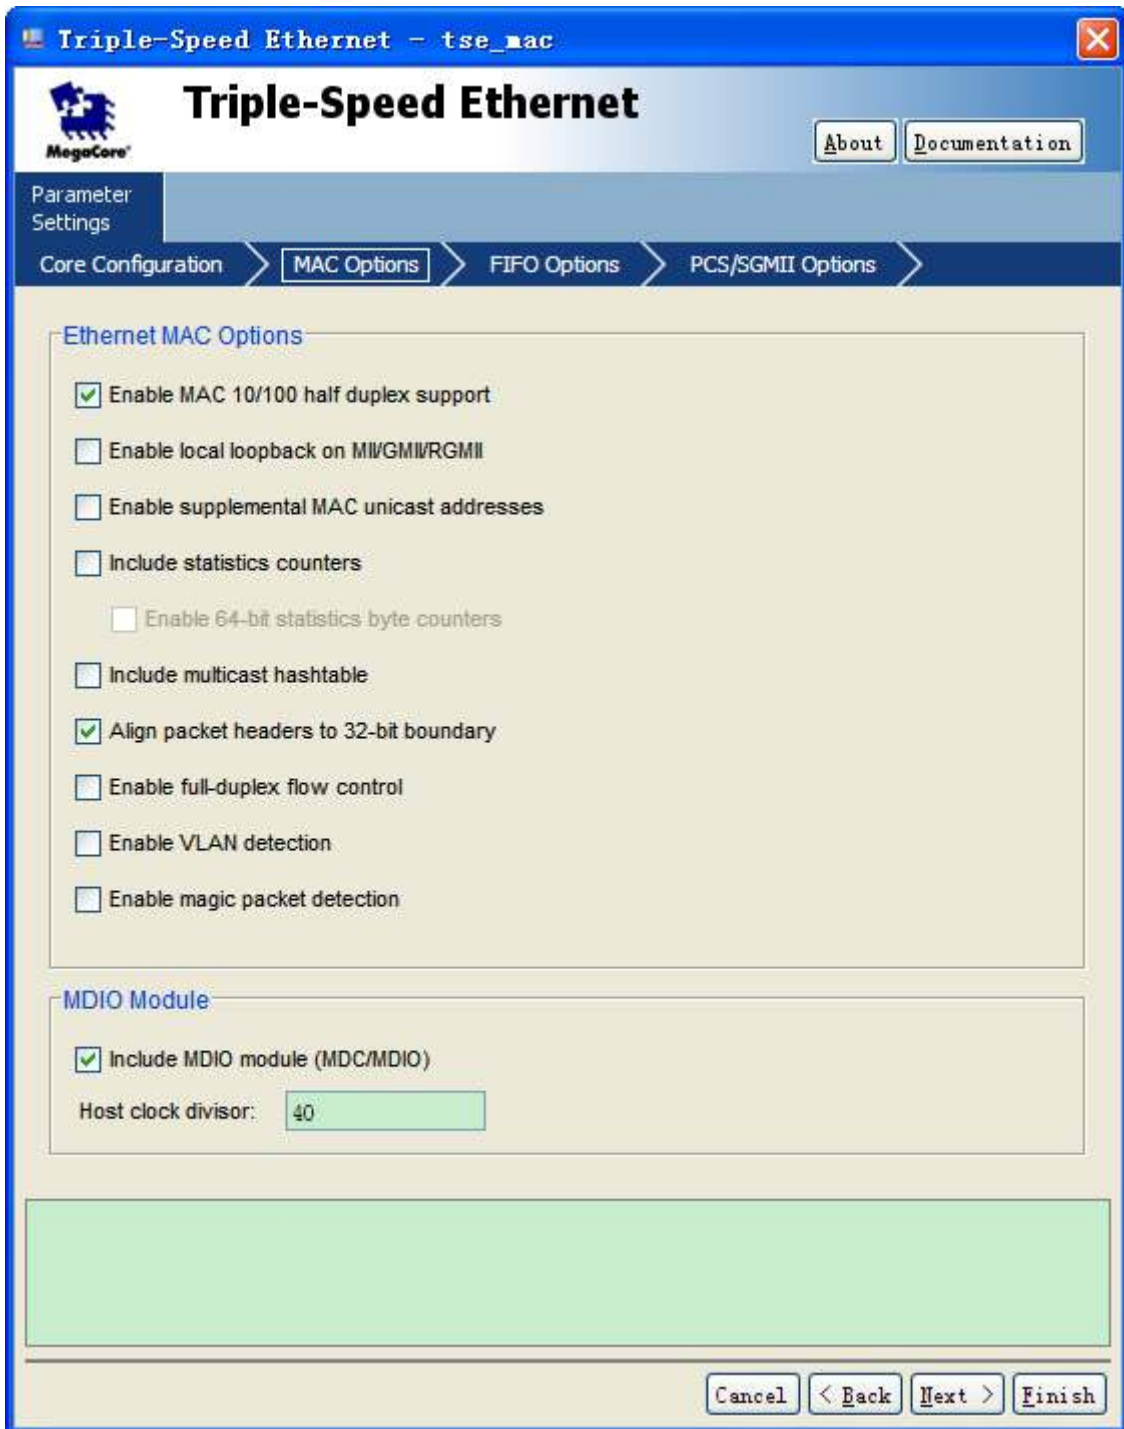 Triple-Speed Ethernet - tse_mac
Triple-Speed Ethernet
MegaCore®
About
Documentation
Parameter
Settings
Core Configuration
MAC Options
FIFO Options
PCS/SGMII Options
Ethernet MAC Options
Enable MAC 10/100 half duplex support
Enable local loopback on MII/GMII/RGMII
Enable supplemental MAC unicast addresses
Include statistics counters
Enable 64-bit statistics byte counters
Include multicast hashtable
Align packet headers to 32-bit boundary
Enable full-duplex flow control
Enable VLAN detection
Enable magic packet detection
MDIO Module
Include MDIO module (MDC/MDIO)
Host clock divisor: 40
Cancel
< Back
Next >
Finish